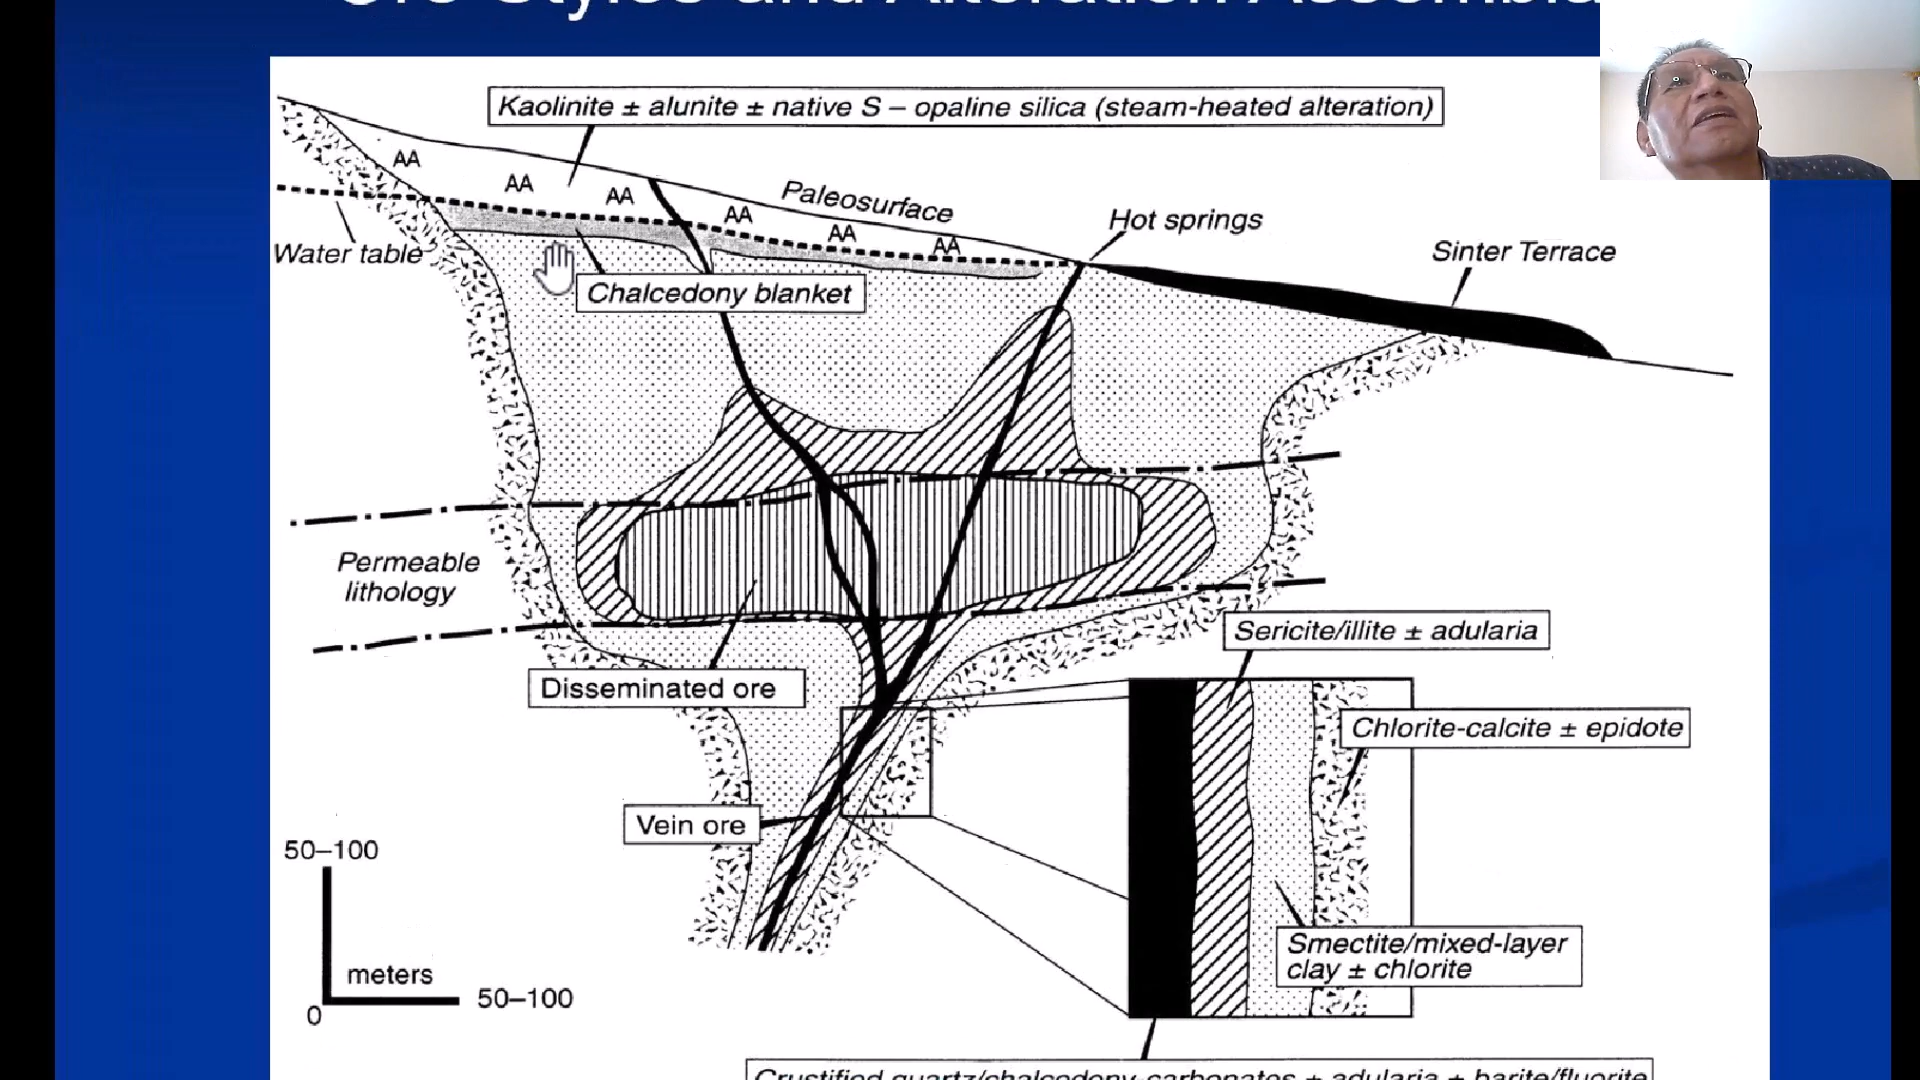 Ore Styles and Alteration
Kaolinite ± alunite ± native S – opaline silica (steam-heated alteration)
AA
AA
AA
AA
AA
AA
Paleosurface
Hot springs
Sinter Terrace
Water table
Chalcedony blanket
Permeable
lithology
Sericite/illite ± adularia
Disseminated ore
Chlorite-calcite ± epidote
Vein ore
50–100
Smectite/mixed-layer
clay ± chlorite
meters
50–100
0
Crustified quartz/chalcedony-carbonates ± adularia ± barite/fluorite